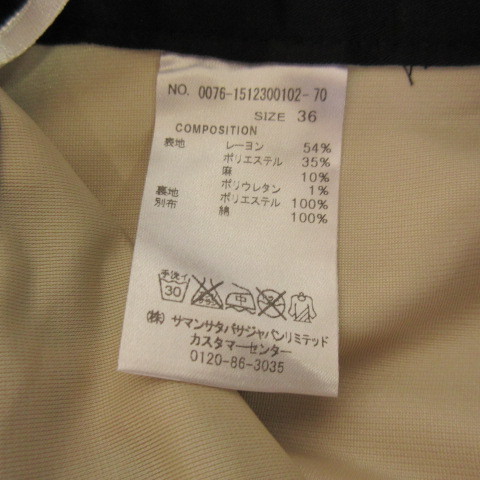 NO. 0076-1512300102-70
SIZE 36
COMPOSITION
表地 レーヨン 54%
ポリエステル 35%
麻 10%
ポリウレタン 1%
裏地 ポリエステル 100%
別布 綿 100%
手洗イ
30 中
(株) サマンサタバサジャパンリミテッド
カスタマーセンター
0120-86-3035